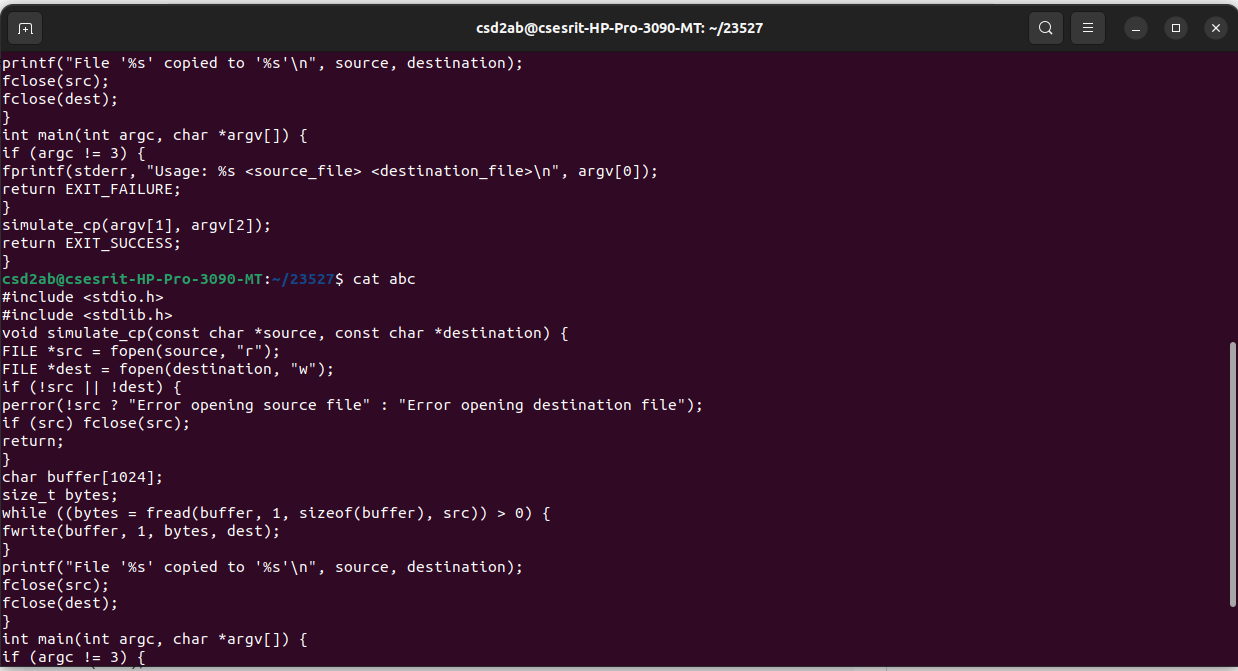 csd2ab@csesrit-HP-Pro-3090-MT: ~/23527
printf("File '%s' copied to '%s'\n", source, destination);
fclose(src);
fclose(dest);
}
int main(int argc, char *argv[]) {
if (argc != 3) {
fprintf(stderr, "Usage: %s <source_file> <destination_file>\n", argv[0]);
return EXIT_FAILURE;
}
simulate_cp(argv[1], argv[2]);
return EXIT_SUCCESS;
}
csd2ab@csesrit-HP-Pro-3090-MT:~/23527$ cat abc
#include <stdio.h>
#include <stdlib.h>
void simulate_cp(const char *source, const char *destination) {
FILE *src = fopen(source, "r");
FILE *dest = fopen(destination, "w");
if (!src || !dest) {
perror(!src ? "Error opening source file" : "Error opening destination file");
if (src) fclose(src);
return;
}
char buffer[1024];
size_t bytes;
while ((bytes = fread(buffer, 1, sizeof(buffer), src)) > 0) {
fwrite(buffer, 1, bytes, dest);
}
printf("File '%s' copied to '%s'\n", source, destination);
fclose(src);
fclose(dest);
}
int main(int argc, char *argv[]) {
if (argc != 3) {